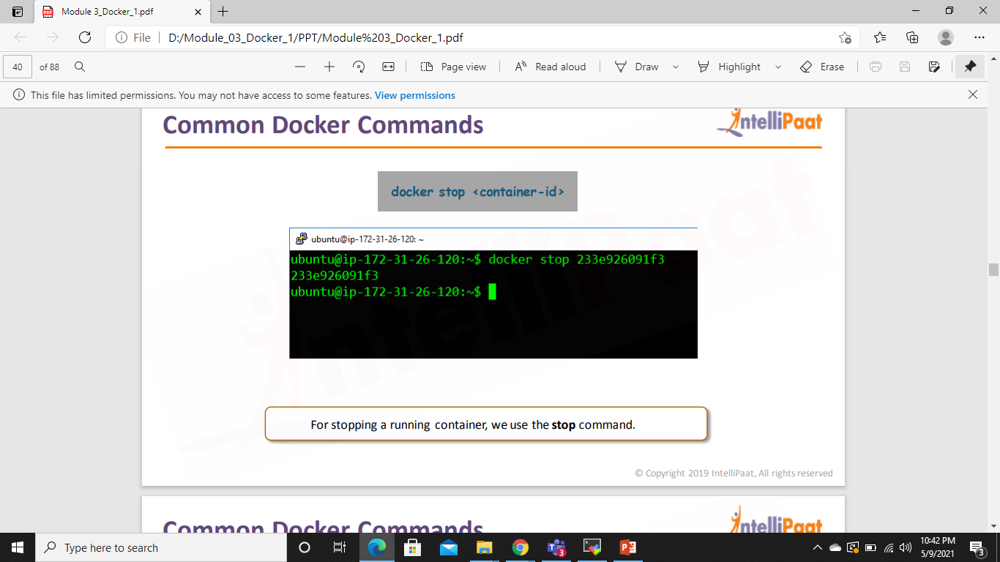 Module 3_Docker_1.pdf
File D:/Module_03_Docker_1/PPT/Module%203_Docker_1.pdf
40 of 88 Page view Read aloud Draw Highlight Erase
This file has limited permissions. You may not have access to some features. View permissions
Common Docker Commands
IntelliPaat
docker stop <container-id>
ubuntu@ip-172-31-26-120: ~
ubuntu@ip-172-31-26-120:~$ docker stop 233e926091f3
233e926091f3
ubuntu@ip-172-31-26-120:~$
For stopping a running container, we use the stop command.
© Copyright 2019 IntelliPaat, All rights reserved
Common Docker Commands
IntelliPaat
Type here to search
3
10:42 PM
5/9/2021
3